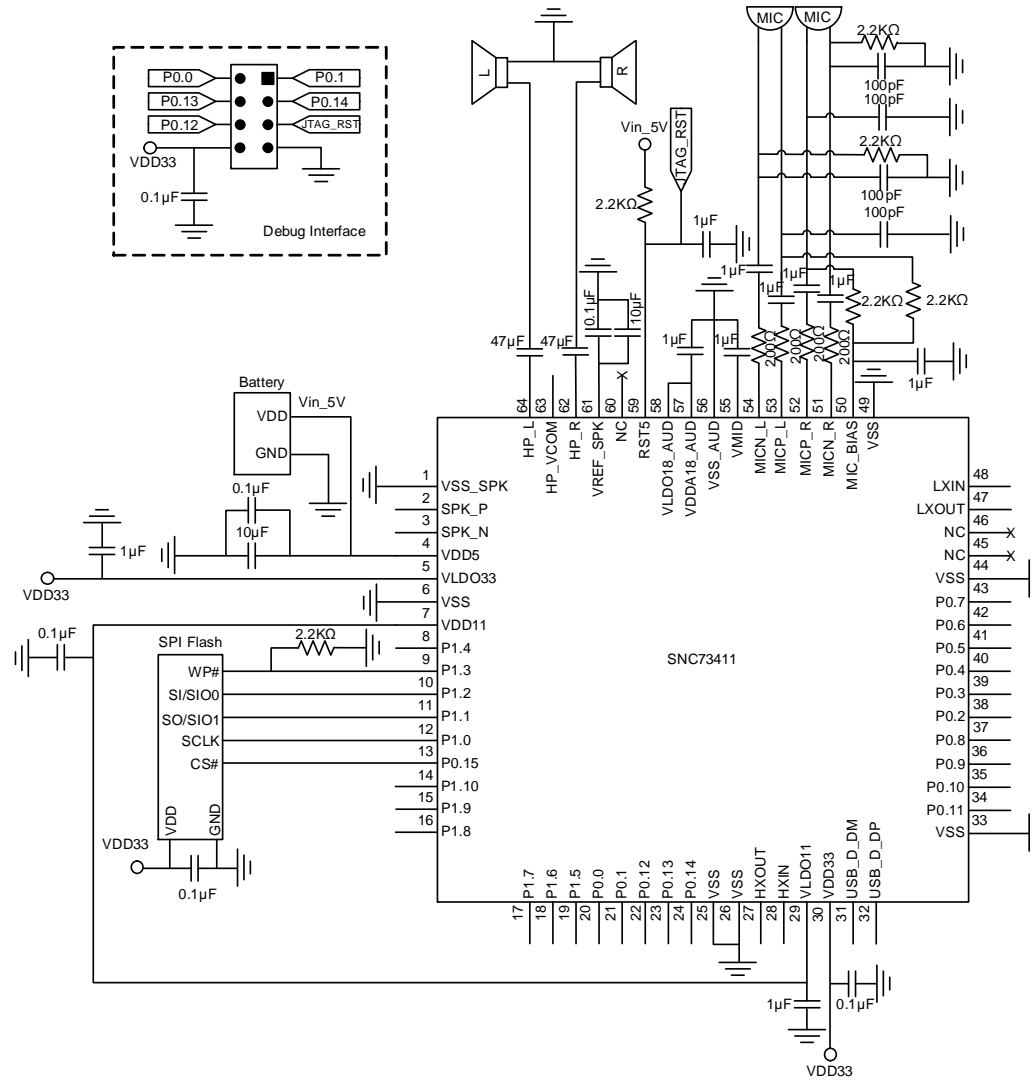 MIC
MIC
2.2KΩ
100pF
100pF
2.2KΩ
100pF
100pF
P0.0
P0.1
P0.13
P0.14
P0.12
JTAG_RST
VDD33
0.1µF
Debug Interface
L
R
Vin_5V
JTAG_RST
2.2KΩ
1µF
1µF
1µF
1µF
1µF
0.1µF
10µF
2.2KΩ
2.2KΩ
47µF
47µF
1µF
1µF
200Ω
200Ω
200Ω
200Ω
1µF
Battery
VDD
Vin_5V
GND
0.1µF
10µF
1µF
VDD33
0.1µF
2.2KΩ
SPI Flash
WP#
SI/SIO0
SO/SIO1
SCLK
CS#
VDD
GND
VDD33
0.1µF
64 HP_L
63 HP_VCOM
62 HP_R
61 VREF_SPK
60 NC
59 RST5
58 VLDO18_AUD
57 VDDA18_AUD
56 VSS_AUD
55 VMID
54 MICN_L
53 MICP_L
52 MICP_R
51 MICN_R
50 MIC_BIAS
49 VSS
1 VSS_SPK
2 SPK_P
3 SPK_N
4 VDD5
5 VLDO33
6 VSS
7 VDD11
8 P1.4
9 P1.3
10 P1.2
11 P1.1
12 P1.0
13 P0.15
14 P1.10
15 P1.9
16 P1.8
SNC73411
LXIN 48
LXOUT 47
NC 46
NC 45
VSS 44
P0.7 43
P0.6 42
P0.5 41
P0.4 40
P0.3 39
P0.2 38
P0.8 37
P0.9 36
P0.10 35
P0.11 34
VSS 33
17 P1.7
18 P1.6
19 P1.5
20 P0.0
21 P0.1
22 P0.12
23 P0.13
24 P0.14
25 VSS
26 VSS
27 HXOUT
28 HXIN
29 VLDO11
30 VDD33
31 USB_D_DM
32 USB_D_DP
1µF
0.1µF
VDD33